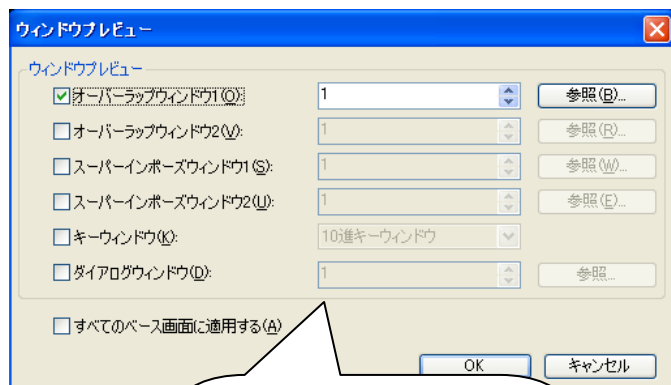 ウィンドウプレビュー
ウィンドウプレビュー
オーバーラップウィンドウ1(O): 1 参照(B)...
オーバーラップウィンドウ2(V): 1 参照(R)...
スーパーインポーズウィンドウ1(S): 1 参照(W)...
スーパーインポーズウィンドウ2(U): 1 参照(E)...
キーウィンドウ(K): 10進キーウィンドウ
ダイアログウィンドウ(D): 1 参照...
すべてのベース画面に適用する(A)
OK キャンセル